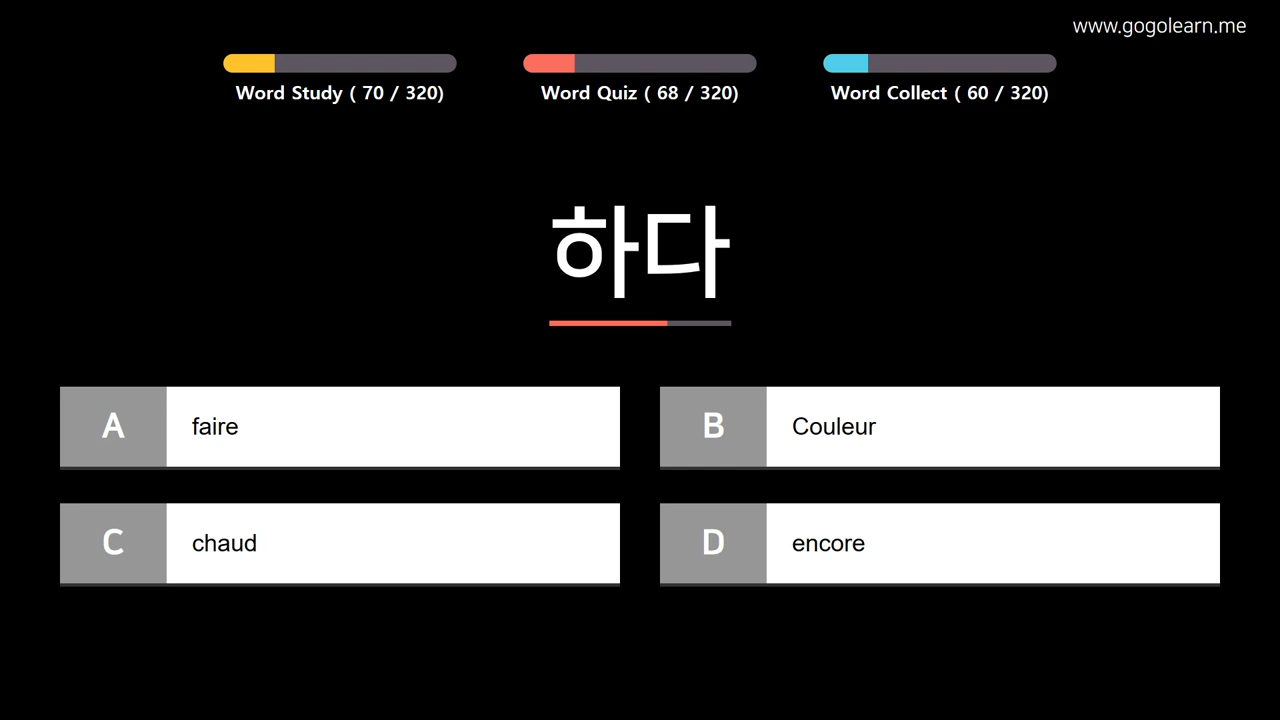 www.gogolearn.me
Word Study ( 70 / 320)
Word Quiz ( 68 / 320)
Word Collect ( 60 / 320)
하다
A faire
B Couleur
C chaud
D encore